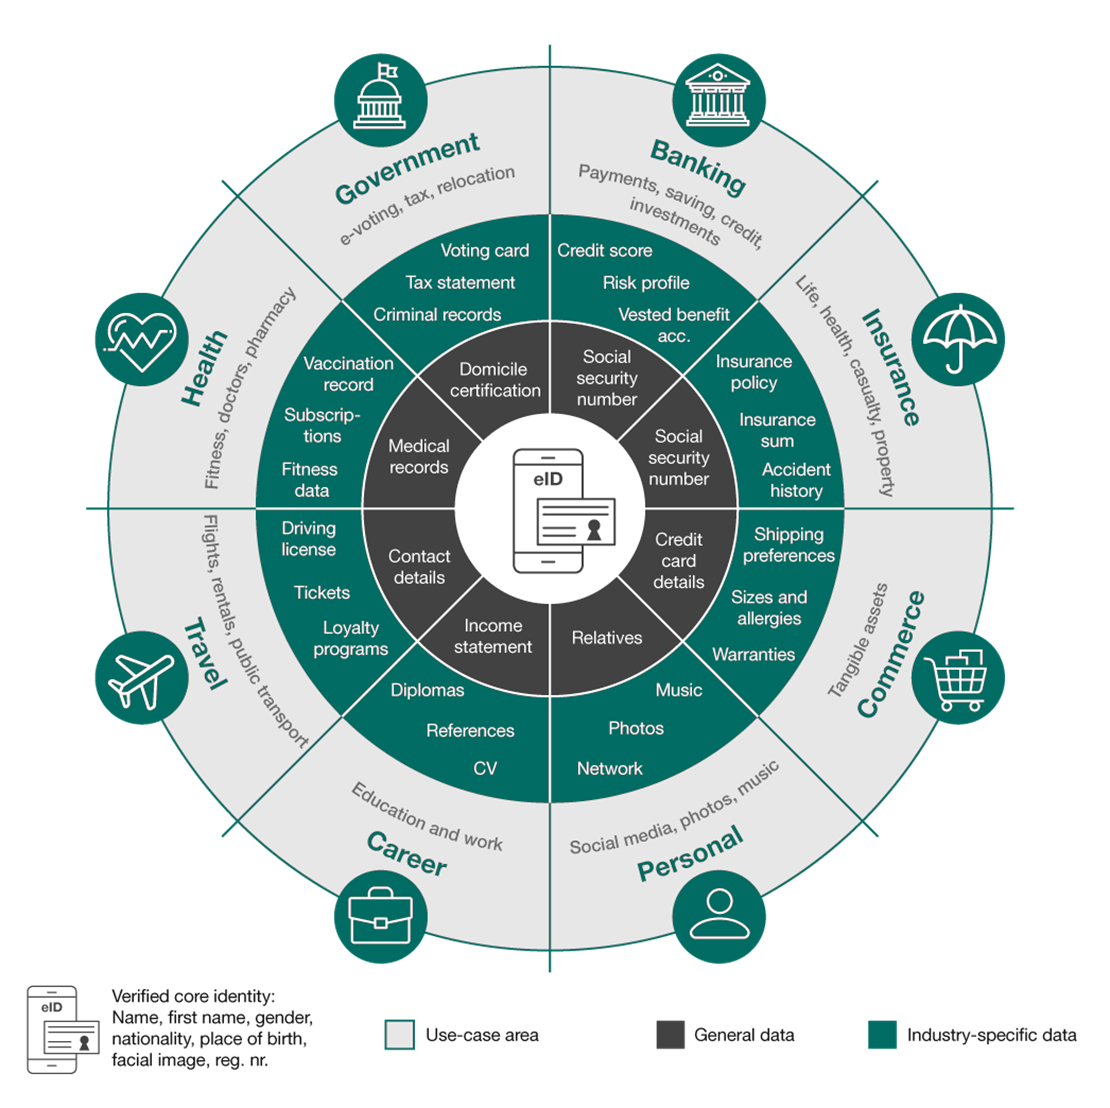 Government
e-voting, tax, relocation
Voting card
Tax statement
Criminal records
Domicile
certification
Banking
Payments, saving, credit,
investments
Credit score
Risk profile
Vested benefit
acc.
Social
security
number
Insurance
Life, health, casualty, property
Insurance
policy
Insurance
sum
Accident
history
Social
security
number
Commerce
Tangible assets
Shipping
preferences
Sizes and
allergies
Warranties
Credit
card
details
Personal
Social media, photos, music
Music
Photos
Network
Relatives
Career
Education and work
Diplomas
References
CV
Income
statement
Travel
Flights, rentals, public transport
Driving
license
Tickets
Loyalty
programs
Contact
details
Health
Fitness, doctors, pharmacy
Vaccination
record
Subscrip-
tions
Fitness
data
Medical
records
eID
eID
Verified core identity:
Name, first name, gender,
nationality, place of birth,
facial image, reg. nr.
Use-case area
General data
Industry-specific data